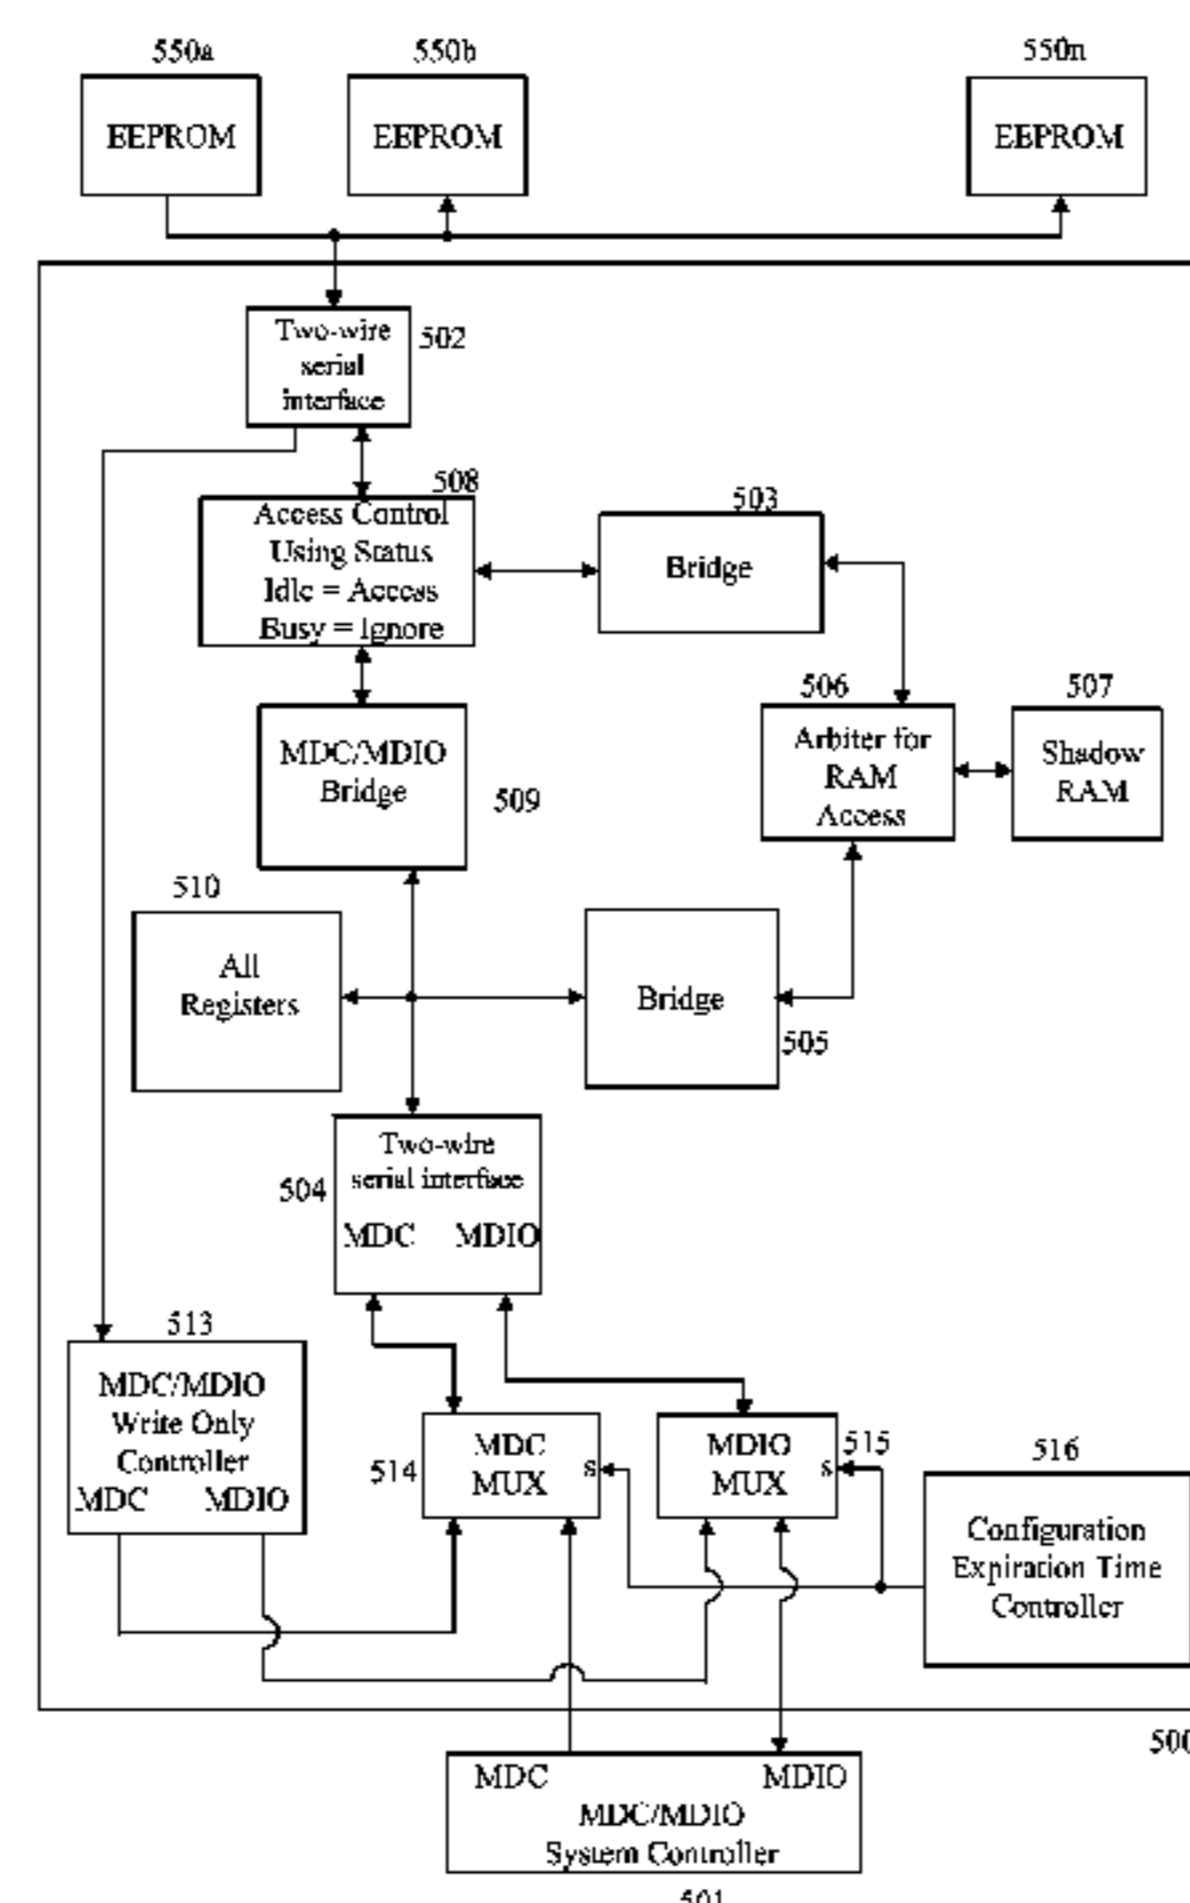 550a
550b
550n
EEPROM
EEPROM
EEPROM
Two-wire
serial
interface
502
508
Access Control
Using Status
Idle = Access
Busy = Ignore
503
Bridge
506
507
Arbiter for
RAM
Access
Shadow
RAM
MDC/MDIO
Bridge
509
510
All
Registers
Bridge
505
Two-wire
serial interface
MDC MDIO
504
513
MDC/MDIO
Write Only
Controller
MDC MDIO
MDC
MUX
S
514
MDIO
MUX
S
515
516
Configuration
Expiration Time
Controller
500
MDC MDIO
MDC/MDIO
System Controller
501